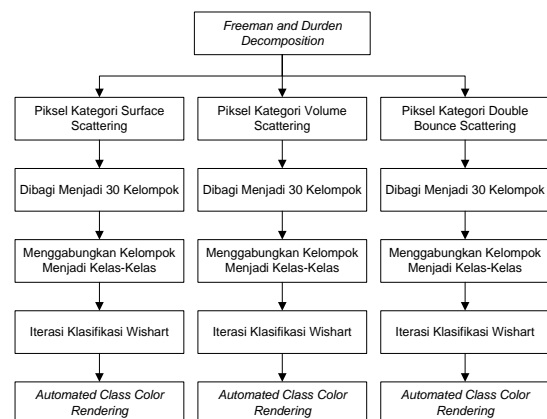 Freeman and Durden
Decomposition
Piksel Kategori Surface
Scattering
Piksel Kategori Volume
Scattering
Piksel Kategori Double
Bounce Scattering
Dibagi Menjadi 30 Kelompok
Dibagi Menjadi 30 Kelompok
Dibagi Menjadi 30 Kelompok
Menggabungkan Kelompok
Menjadi Kelas-Kelas
Menggabungkan Kelompok
Menjadi Kelas-Kelas
Menggabungkan Kelompok
Menjadi Kelas-Kelas
Iterasi Klasifikasi Wishart
Iterasi Klasifikasi Wishart
Iterasi Klasifikasi Wishart
Automated Class Color
Rendering
Automated Class Color
Rendering
Automated Class Color
Rendering